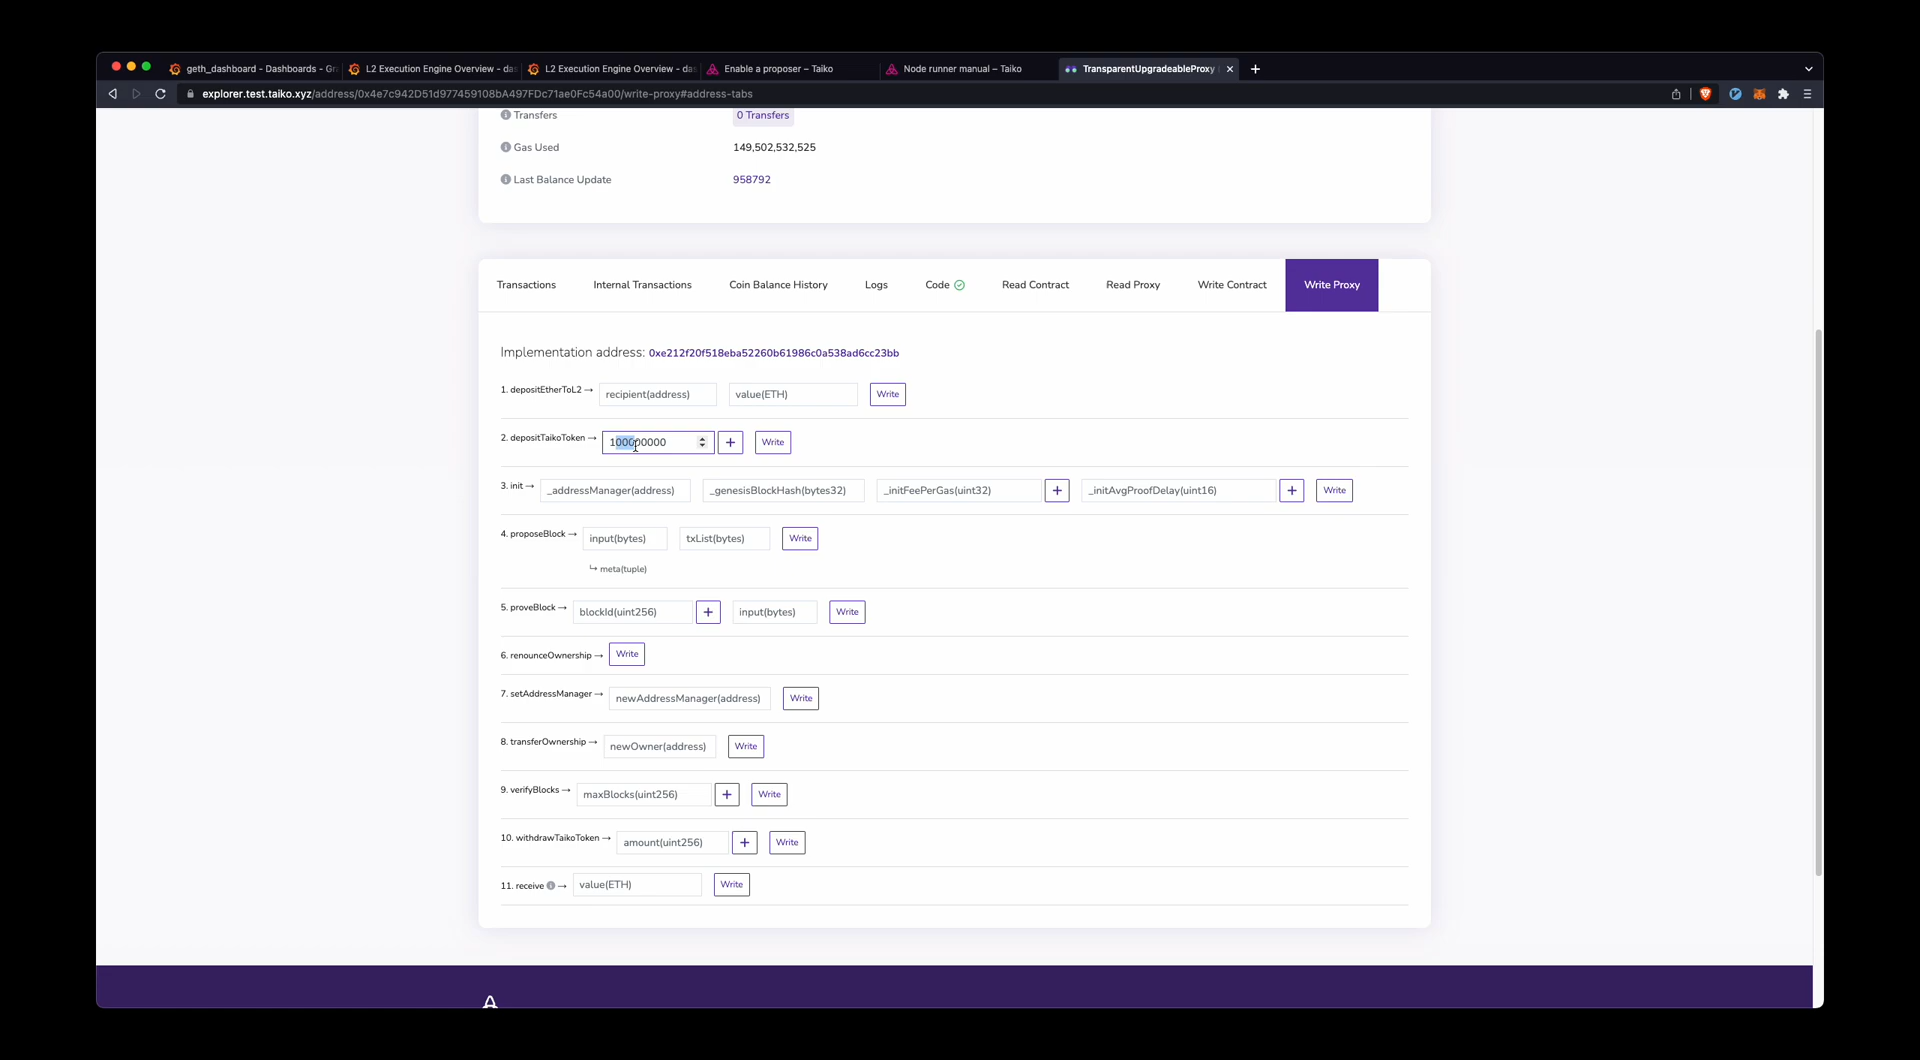 geth_dashboard - Dashboards - Gr
L2 Execution Engine Overview - das
L2 Execution Engine Overview - das
Enable a proposer – Taiko
Node runner manual – Taiko
TransparentUpgradeableProxy
explorer.test.taiko.xyz/address/0x4e7c942D51d977459108bA497FDc71ae0Fc54a00/write-proxy#address-tabs
Transfers 0 Transfers
Gas Used 149,502,532,525
Last Balance Update 958792
Transactions Internal Transactions Coin Balance History Logs Code Read Contract Read Proxy Write Contract Write Proxy
Implementation address: 0xe212f20f518eba52260b61986c0a538ad6cc23bb
1. depositEtherToL2 → recipient(address) value(ETH) Write
2. depositTaikoToken → 100000000 + Write
3. init → _addressManager(address) _genesisBlockHash(bytes32) _initFeePerGas(uint32) + _initAvgProofDelay(uint16) + Write
4. proposeBlock → input(bytes) txList(bytes) Write
↳ meta(tuple)
5. proveBlock → blockId(uint256) + input(bytes) Write
6. renounceOwnership → Write
7. setAddressManager → newAddressManager(address) Write
8. transferOwnership → newOwner(address) Write
9. verifyBlocks → maxBlocks(uint256) + Write
10. withdrawTaikoToken → amount(uint256) + Write
11. receive → value(ETH) Write